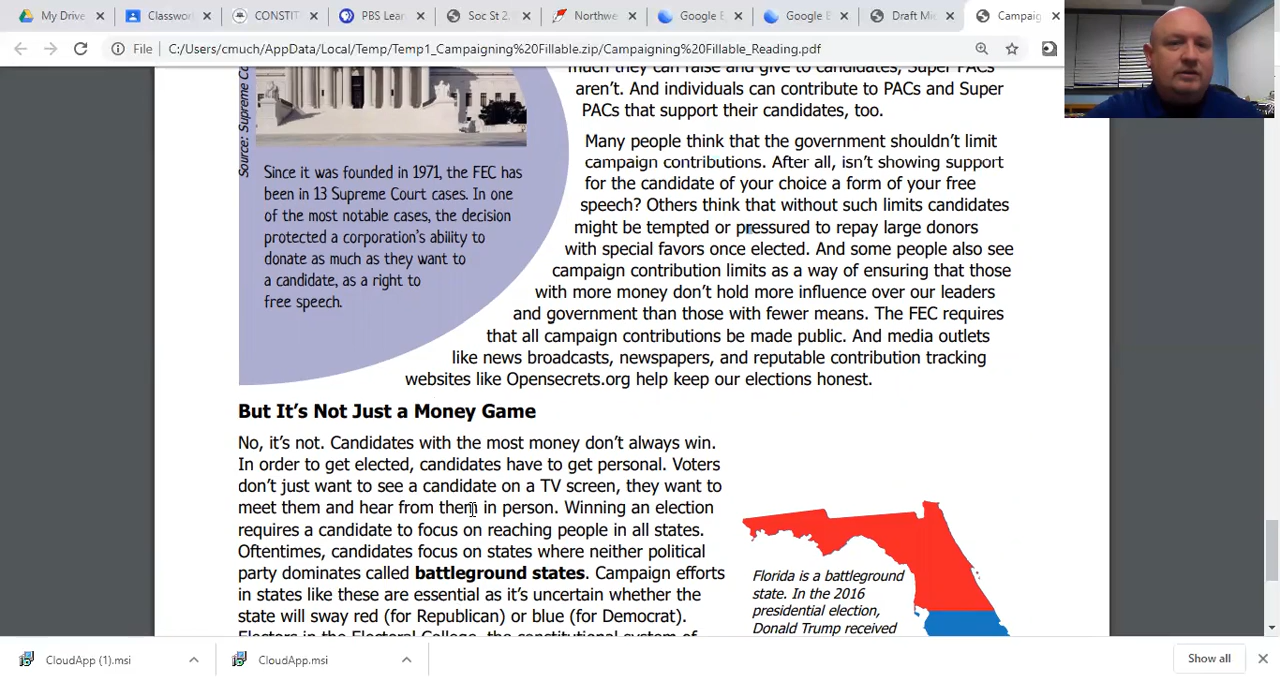 My Drive
Classwor
CONSTIT
PBS Lear
Soc St 2.
Northwe
Google E
Google E
Draft Mic
Campaig
File
C:/Users/cmuch/AppData/Local/Temp/Temp1_Campaigning%20Fillable.zip/Campaigning%20Fillable_Reading.pdf
much they can raise and give to candidates, Super PACs
aren't. And individuals can contribute to PACs and Super
PACs that support their candidates, too.
Source: Supreme Co
Since it was founded in 1971, the FEC has
been in 13 Supreme Court cases. In one
of the most notable cases, the decision
protected a corporation's ability to
donate as much as they want to
a candidate, as a right to
free speech.
Many people think that the government shouldn't limit
campaign contributions. After all, isn't showing support
for the candidate of your choice a form of your free
speech? Others think that without such limits candidates
might be tempted or pressured to repay large donors
with special favors once elected. And some people also see
campaign contribution limits as a way of ensuring that those
with more money don't hold more influence over our leaders
and government than those with fewer means. The FEC requires
that all campaign contributions be made public. And media outlets
like news broadcasts, newspapers, and reputable contribution tracking
websites like Opensecrets.org help keep our elections honest.
But It's Not Just a Money Game
No, it's not. Candidates with the most money don't always win.
In order to get elected, candidates have to get personal. Voters
don't just want to see a candidate on a TV screen, they want to
meet them and hear from them in person. Winning an election
requires a candidate to focus on reaching people in all states.
Oftentimes, candidates focus on states where neither political
party dominates called battleground states. Campaign efforts
in states like these are essential as it's uncertain whether the
state will sway red (for Republican) or blue (for Democrat).
Electors in the Electoral College, the constitutional system of
Florida is a battleground
state. In the 2016
presidential election,
Donald Trump received
CloudApp (1).msi
CloudApp.msi
Show all